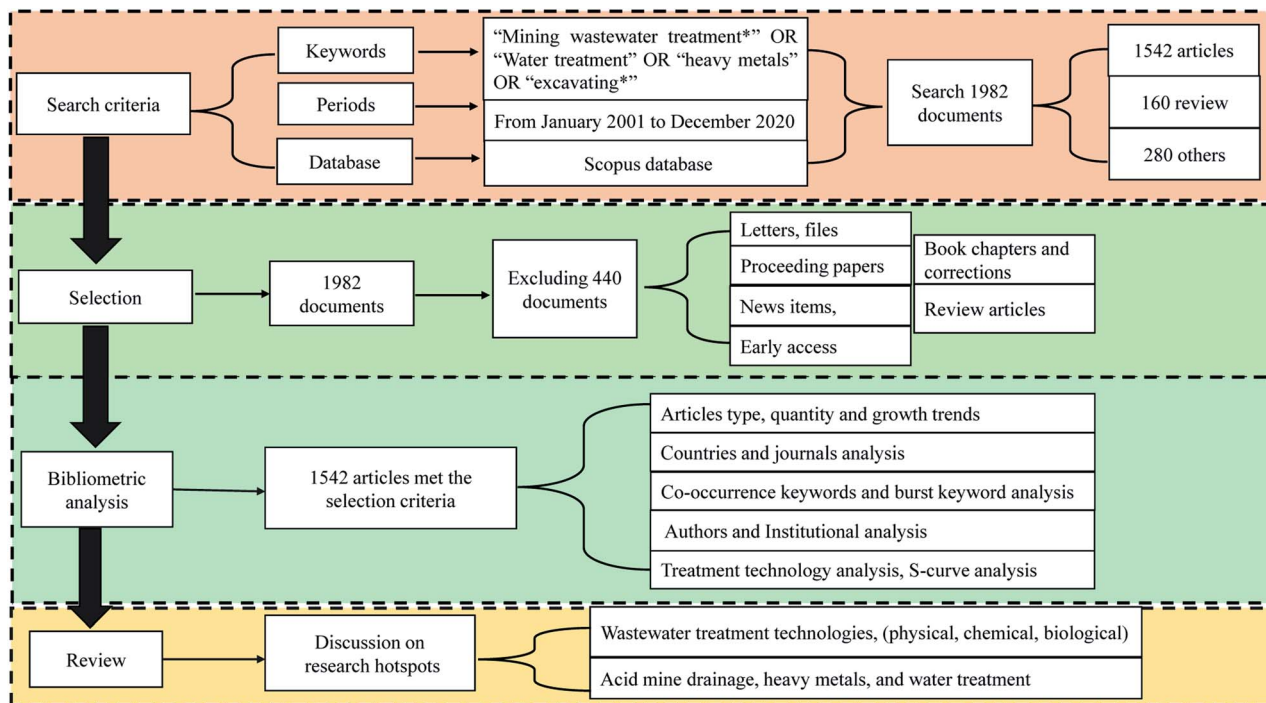 Search criteria
Keywords
Periods
Database
“Mining wastewater treatment*” OR
“Water treatment” OR “heavy metals”
OR “excavating*”
From January 2001 to December 2020
Scopus database
Search 1982
documents
1542 articles
160 review
280 others
Selection
1982
documents
Excluding 440
documents
Letters, files
Proceeding papers
News items,
Early access
Book chapters and
corrections
Review articles
Bibliometric
analysis
1542 articles met the
selection criteria
Articles type, quantity and growth trends
Countries and journals analysis
Co-occurrence keywords and burst keyword analysis
Authors and Institutional analysis
Treatment technology analysis, S-curve analysis
Review
Discussion on
research hotspots
Wastewater treatment technologies, (physical, chemical, biological)
Acid mine drainage, heavy metals, and water treatment